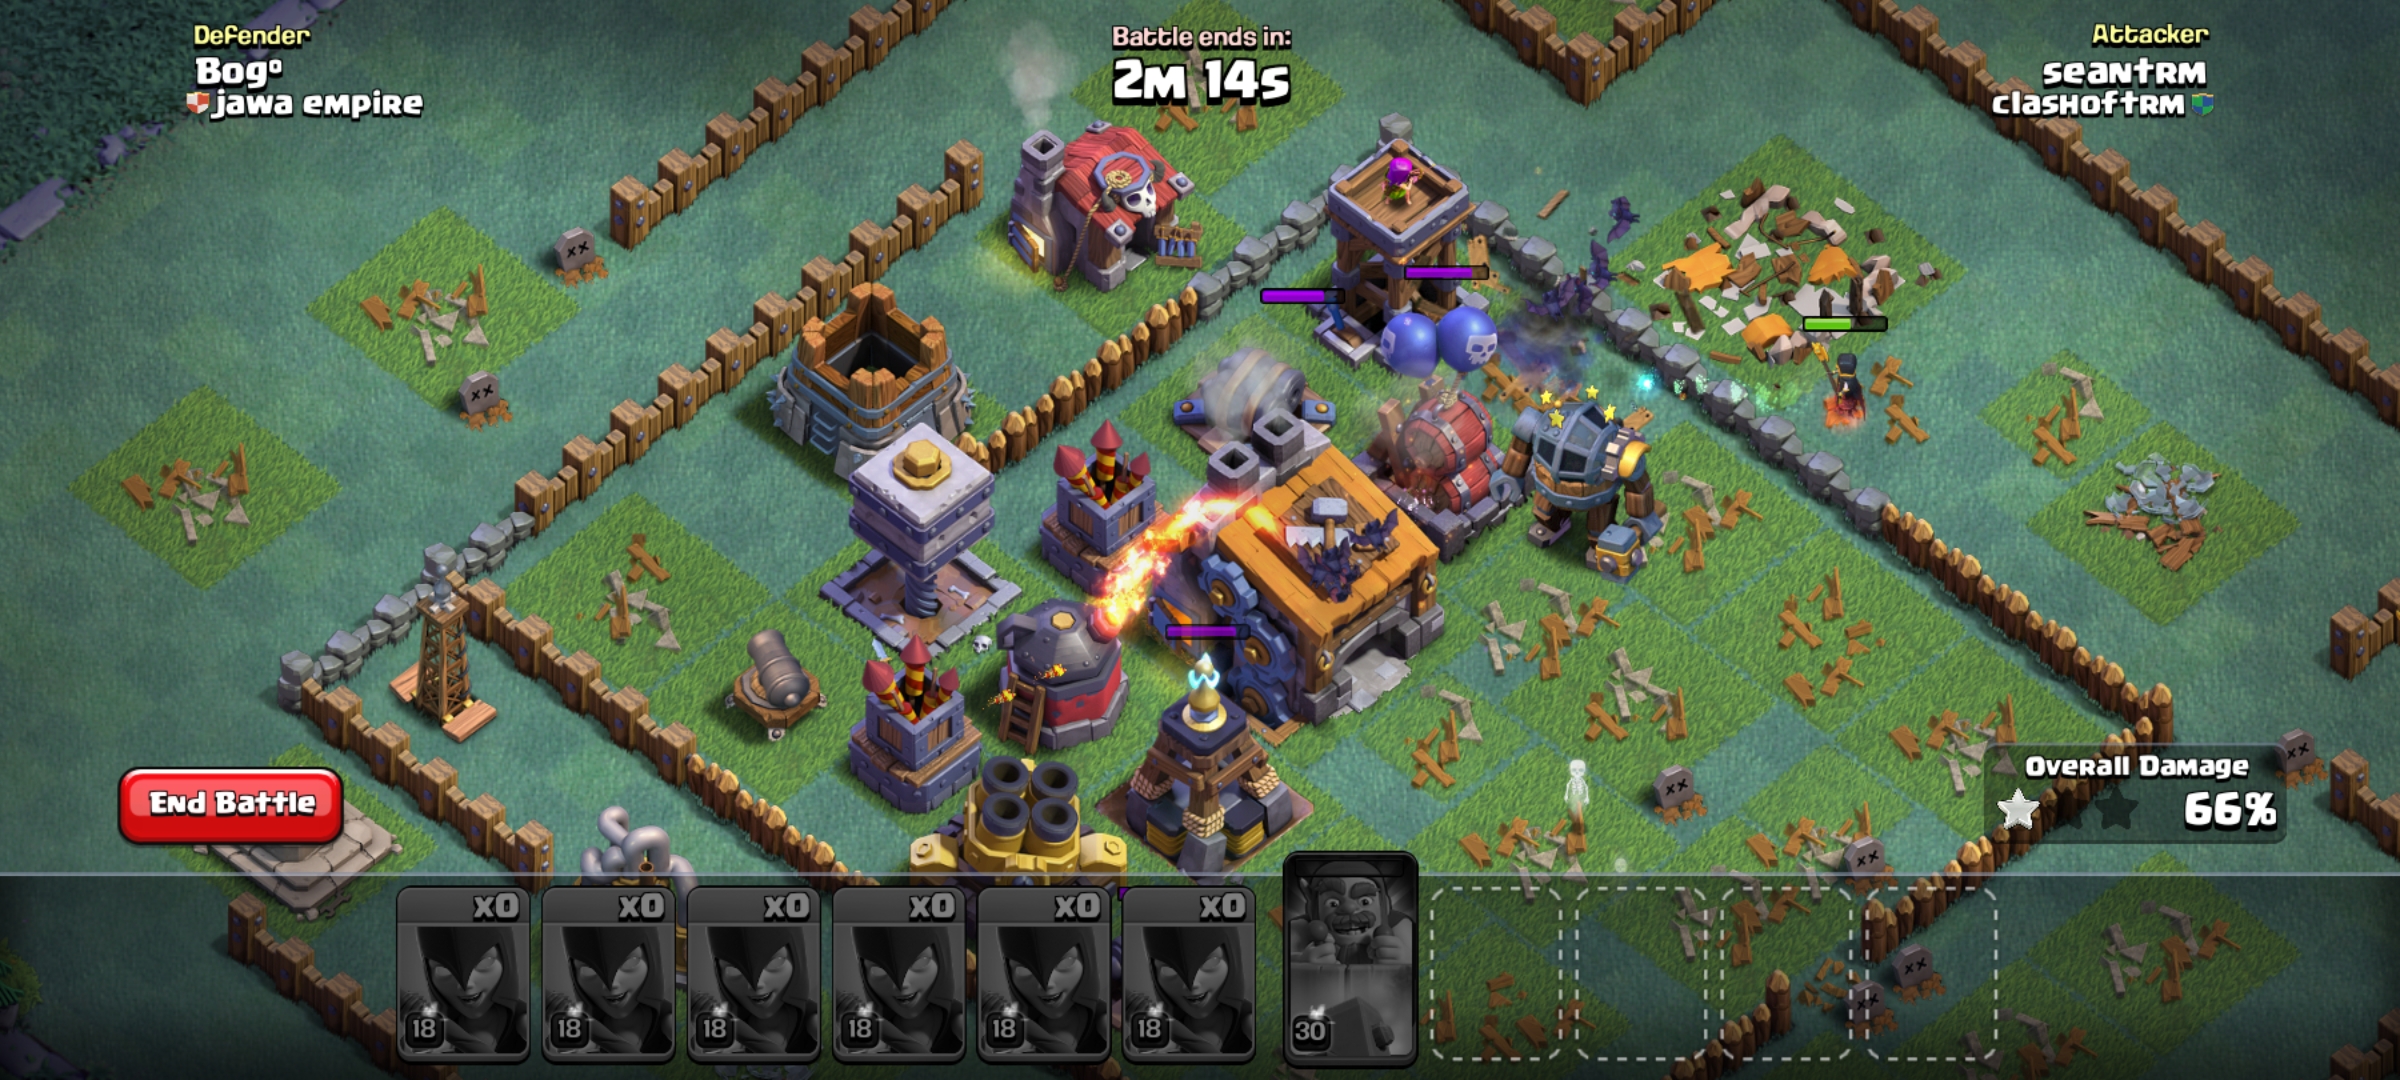 Defender
Bogº
jawa empire
Battle ends in:
2M 14s
Attacker
seantrm
clashoftrm
End Battle
Overall Damage
66%
x0
x0
x0
x0
x0
x0
18
18
18
18
18
18
30